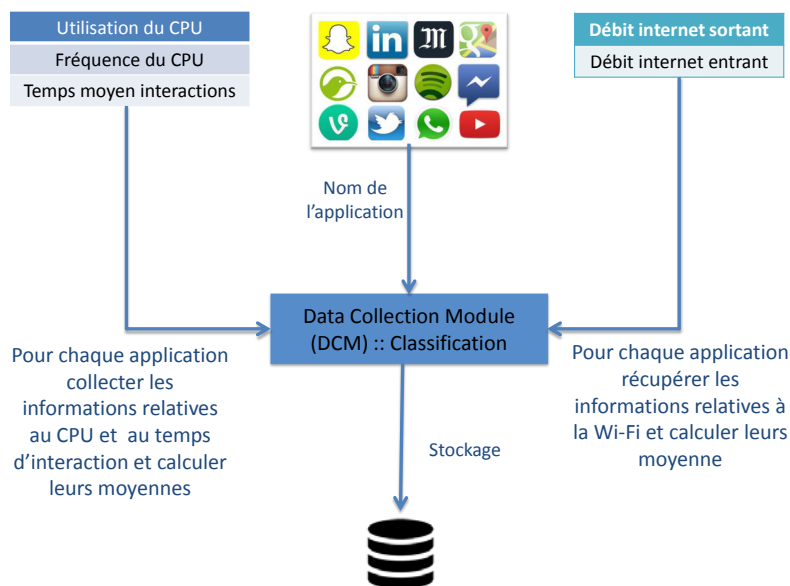 Utilisation du CPU
Fréquence du CPU
Temps moyen interactions
in
M
Débit internet sortant
Débit internet entrant
Nom de
l'application
Data Collection Module
(DCM) :: Classification
Pour chaque application
collecter les
informations relatives
au CPU et au temps
d'interaction et calculer
leurs moyennes
Pour chaque application
récupérer les
informations relatives à
la Wi-Fi et calculer leurs
moyenne
Stockage